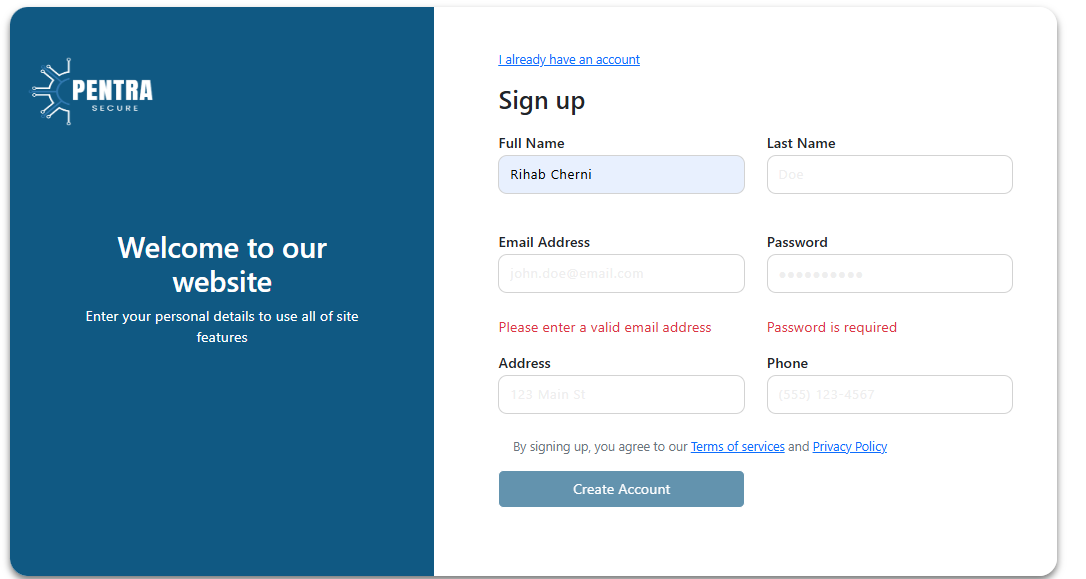 PENTRA
SECURE
Welcome to our
website
Enter your personal details to use all of site
features
I already have an account
Sign up
Full Name
Last Name
Rihab Cherni
Doe
Email Address
Password
john.doe@email.com
●●●●●●●●●●
Please enter a valid email address
Password is required
Address
Phone
123 Main St
(555) 123-4567
By signing up, you agree to our Terms of services and Privacy Policy
Create Account